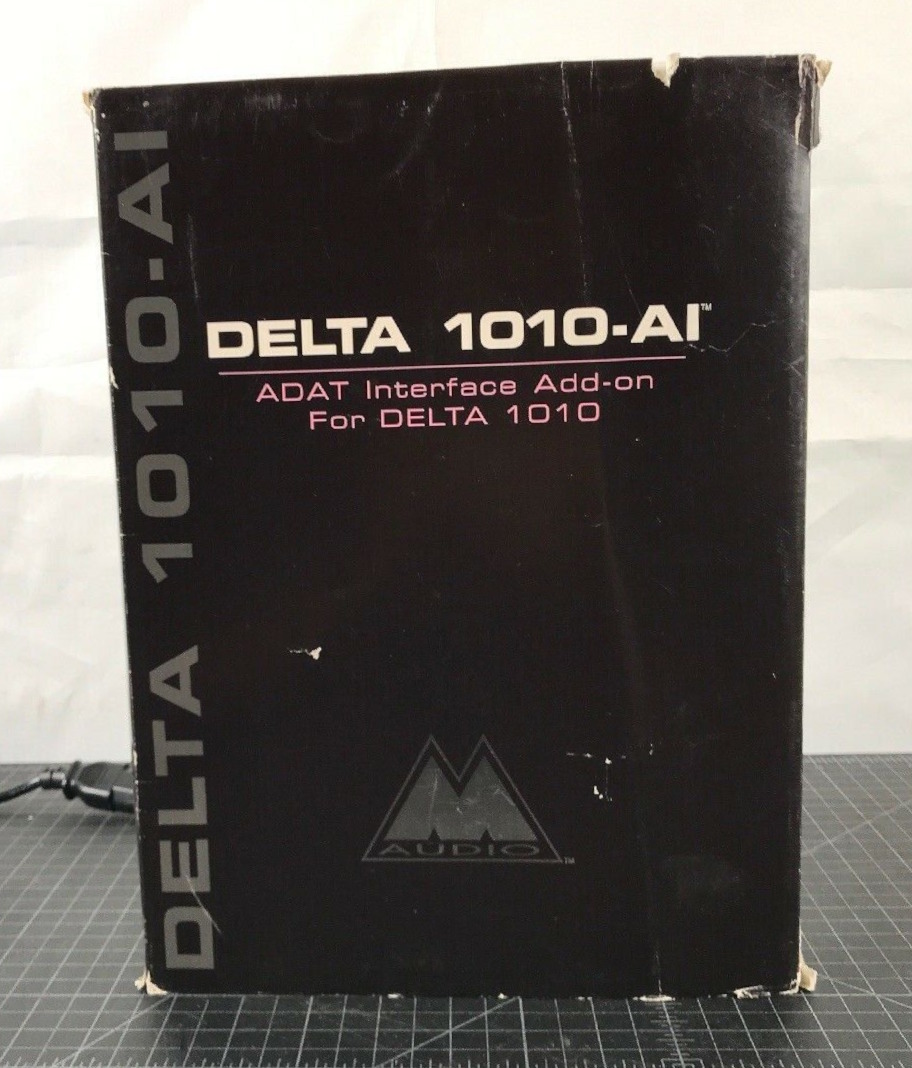 DELTA 1010-AI
DELTA 1010-AI™
ADAT Interface Add-on
For DELTA 1010
M
AUDIO™